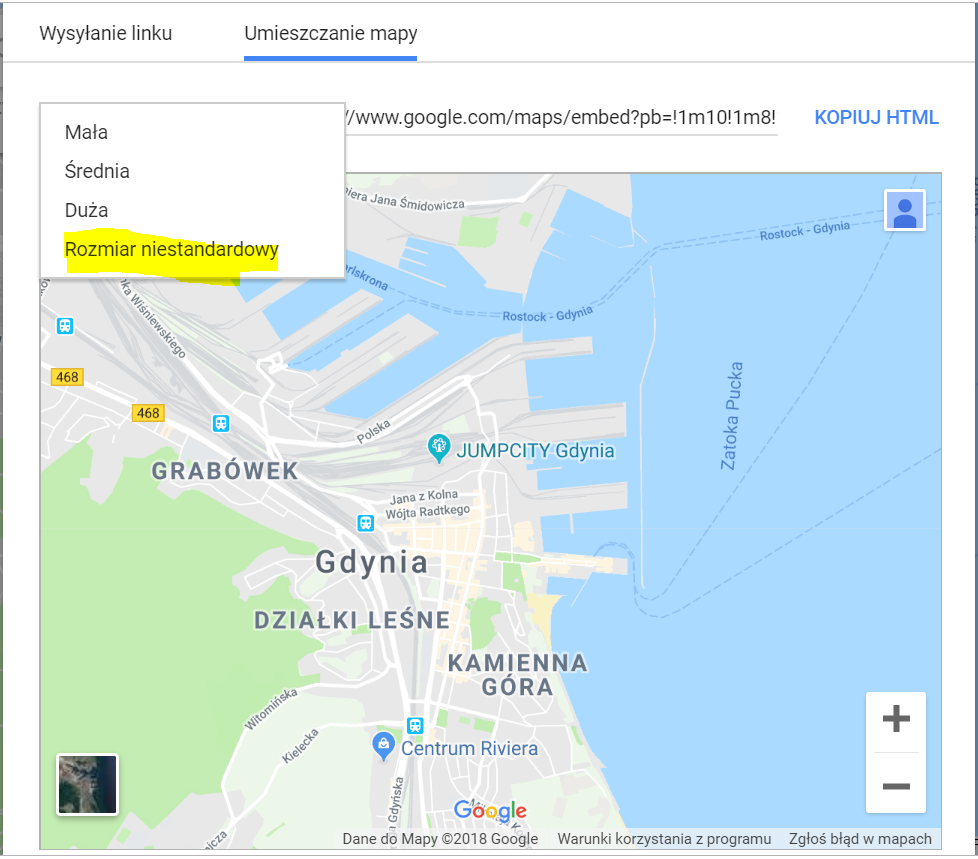 Wysyłanie linku
Umieszczanie mapy
Mała
Średnia
Duża
Rozmiar niestandardowy
//www.google.com/maps/embed?pb=!1m10!1m8!
KOPIUJ HTML
Jana Śmidowicza
Rostock - Gdynia
Rostock - Gdynia
Wiśniewskiego
468
468
Polska
JUMPCITY Gdynia
Zatoka Pucka
GRABÓWEK
Jana z Kolna
Wójta Radtkego
Gdynia
DZIAŁKI LEŚNE
KAMIENNA
GÓRA
Witomińska
Kielecka
Centrum Riviera
Gdyńska
Google
Dane do Mapy ©2018 Google
Warunki korzystania z programu
Zgłoś błąd w mapach